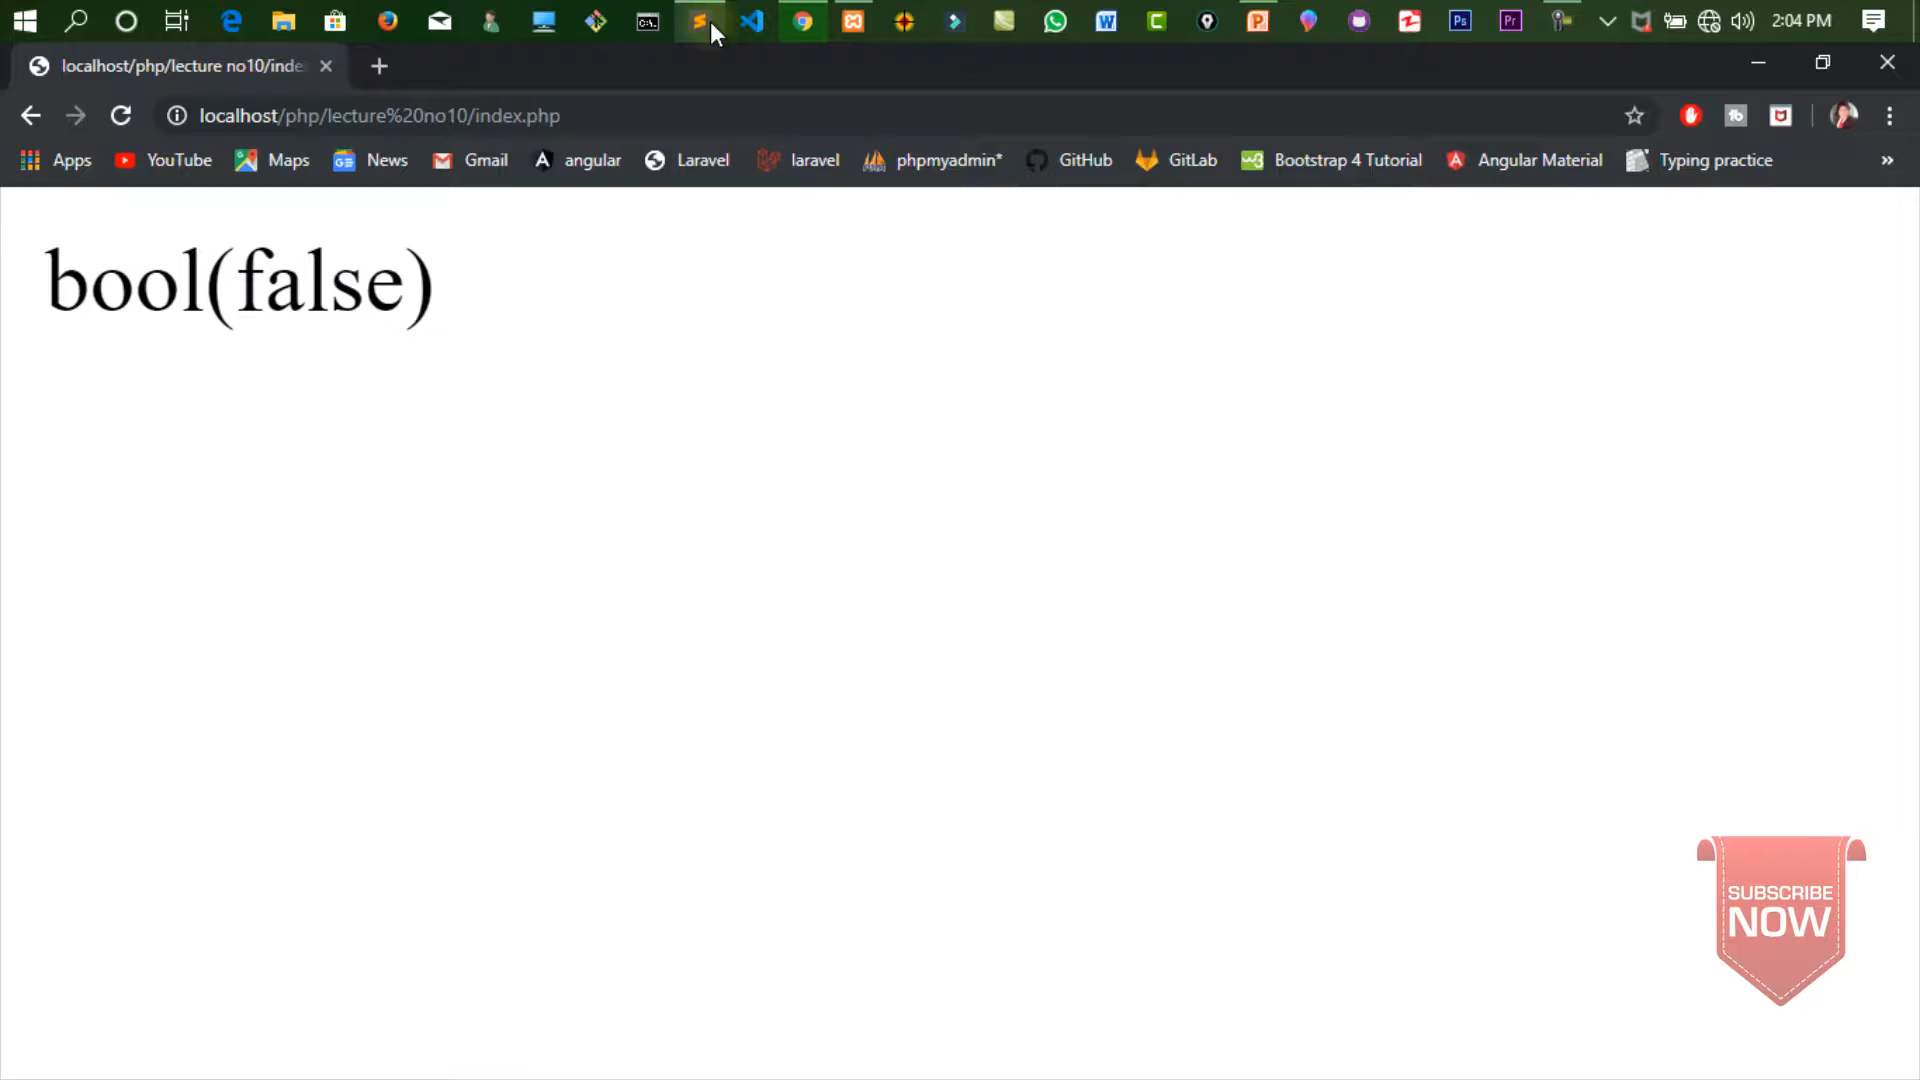 2:04 PM
localhost/php/lecture no10/inde
localhost/php/lecture%20no10/index.php
Apps YouTube Maps News Gmail angular Laravel laravel phpmyadmin* GitHub GitLab Bootstrap 4 Tutorial Angular Material Typing practice »
bool(false)
SUBSCRIBE
NOW